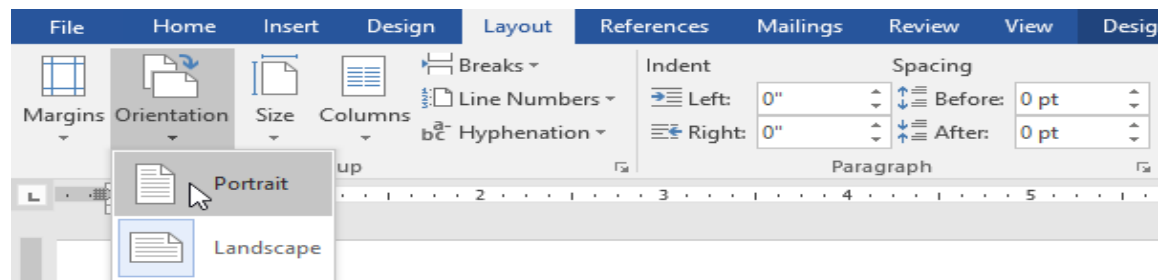 File Home Insert Design Layout References Mailings Review View Desig
Breaks Indent Spacing
Margins Orientation Size Columns Line Numbers Left: 0" Before: 0 pt
Hyphenation Right: 0" After: 0 pt
up Paragraph
Portrait
L 2 3 4 5
Landscape